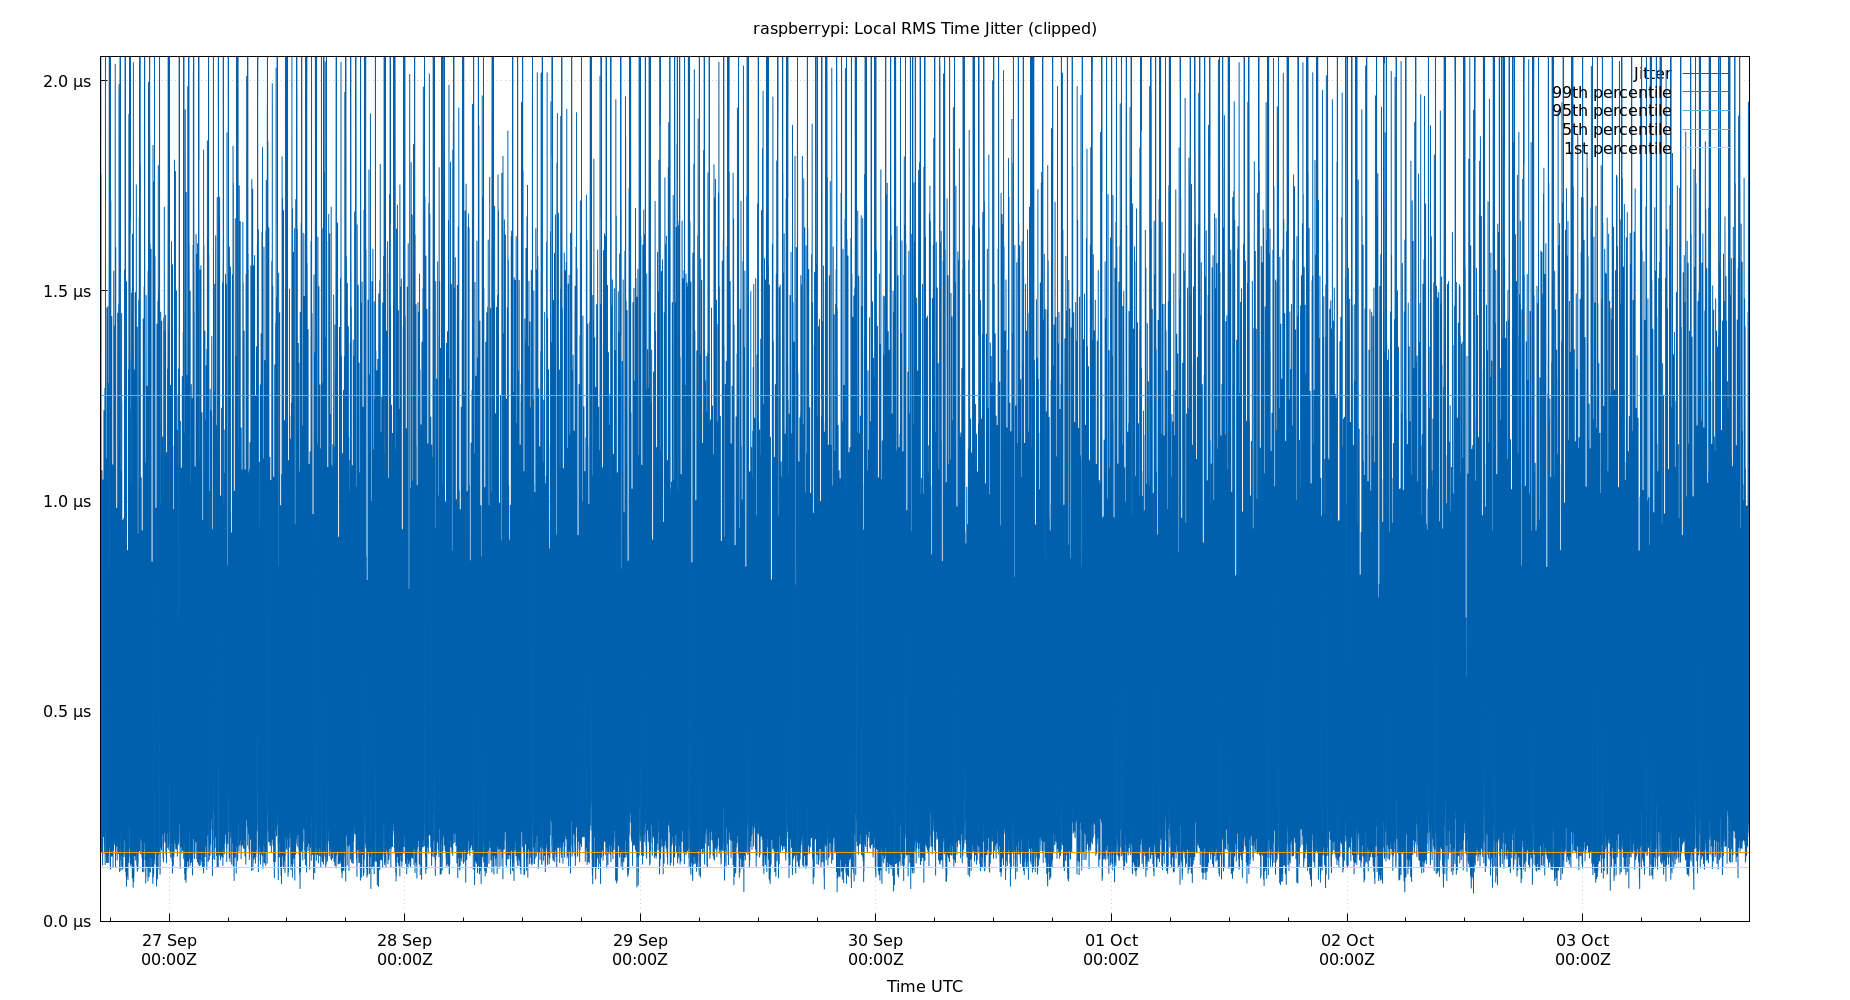 raspberrypi: Local RMS Time Jitter (clipped)
2.0 µs
1.5 µs
1.0 µs
0.5 µs
0.0 µs
Jitter
99th percentile
95th percentile
5th percentile
1st percentile
27 Sep
00:00Z
28 Sep
00:00Z
29 Sep
00:00Z
30 Sep
00:00Z
01 Oct
00:00Z
02 Oct
00:00Z
03 Oct
00:00Z
Time UTC